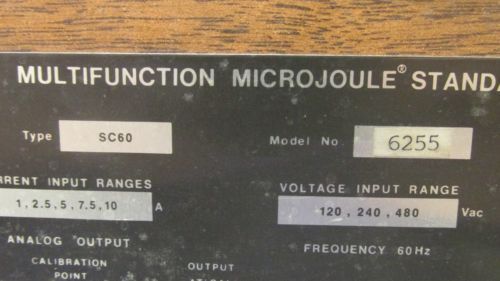 MULTIFUNCTION MICROJOULE® STANDA
Type SC60 Model No 6255
RRENT INPUT RANGES VOLTAGE INPUT RANGE
1, 2.5, 5, 7.5, 10 A 120, 240, 480 Vac
ANALOG OUTPUT FREQUENCY 60Hz
CALIBRATION OUTPUT
POINT